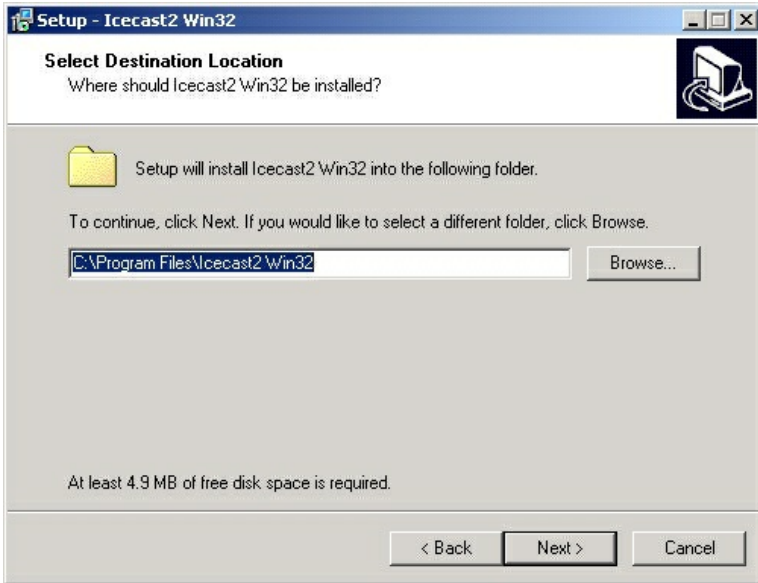 Setup - Icecast2 Win32
Select Destination Location
Where should Icecast2 Win32 be installed?
Setup will install Icecast2 Win32 into the following folder.
To continue, click Next. If you would like to select a different folder, click Browse.
C:\Program Files\Icecast2 Win32
Browse...
At least 4.9 MB of free disk space is required.
< Back
Next >
Cancel